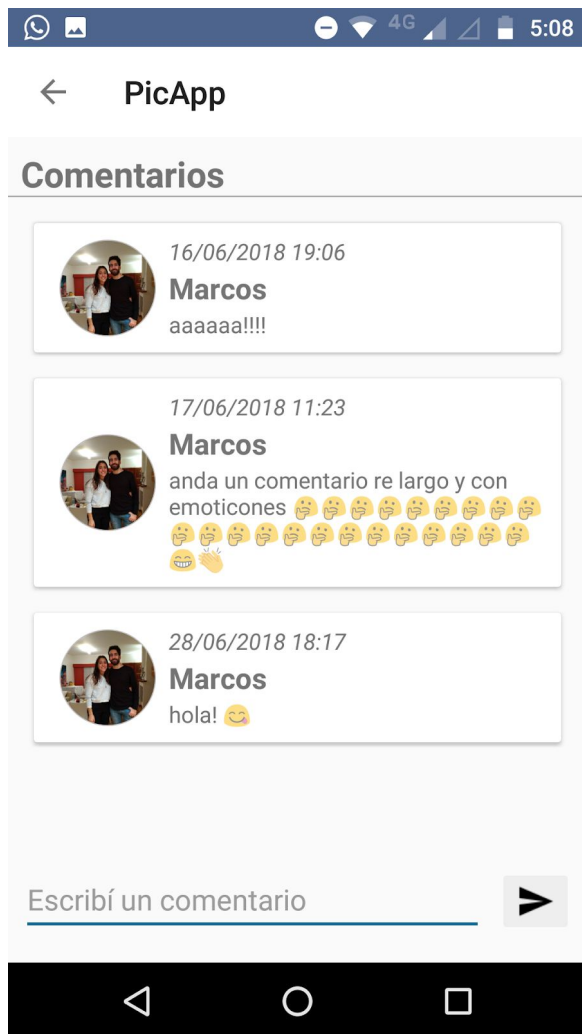 4G 5:08
PicApp
Comentarios
16/06/2018 19:06
Marcos
aaaaaa!!!!
17/06/2018 11:23
Marcos
anda un comentario re largo y con
emoticones 🤔🤔🤔🤔🤔🤔🤔🤔🤔
🤔🤔🤔🤔🤔🤔🤔🤔🤔🤔🤔🤔🤔
😁👏
28/06/2018 18:17
Marcos
hola! 😋
Escribí un comentario